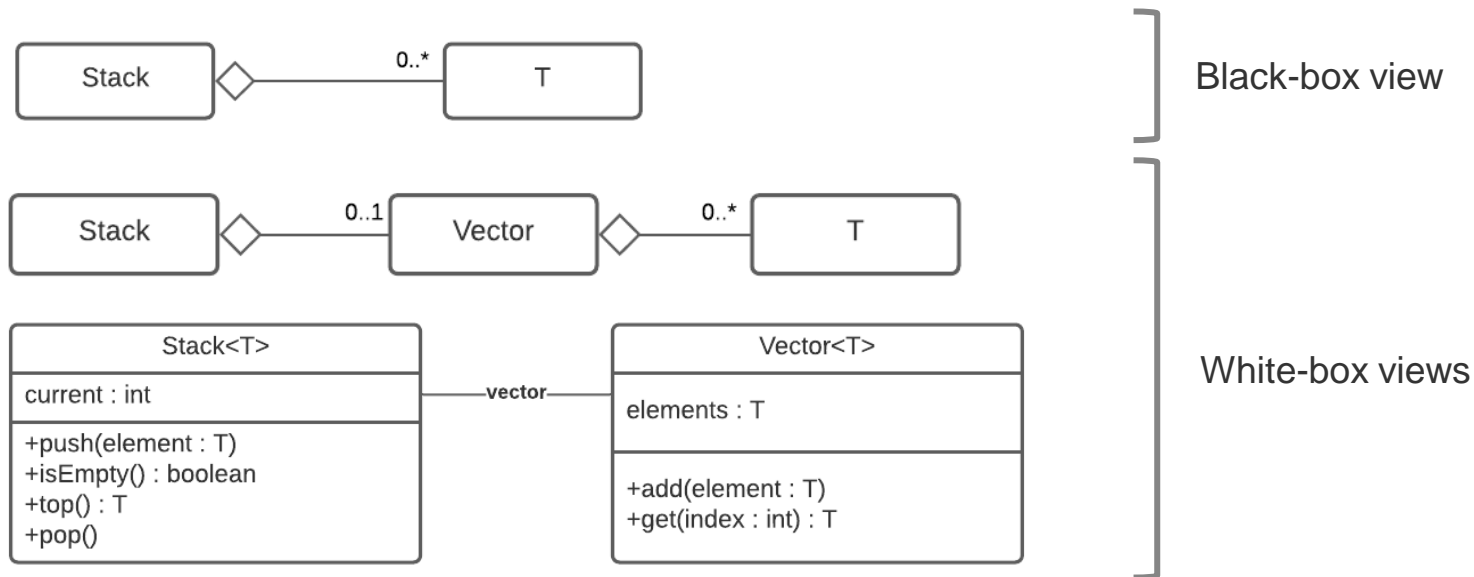 Stack
0..*
T
Black-box view
Stack
0..1
Vector
0..*
T
Stack<T>
current : int
+push(element : T)
+isEmpty() : boolean
+top() : T
+pop()
vector
Vector<T>
elements : T
+add(element : T)
+get(index : int) : T
White-box views